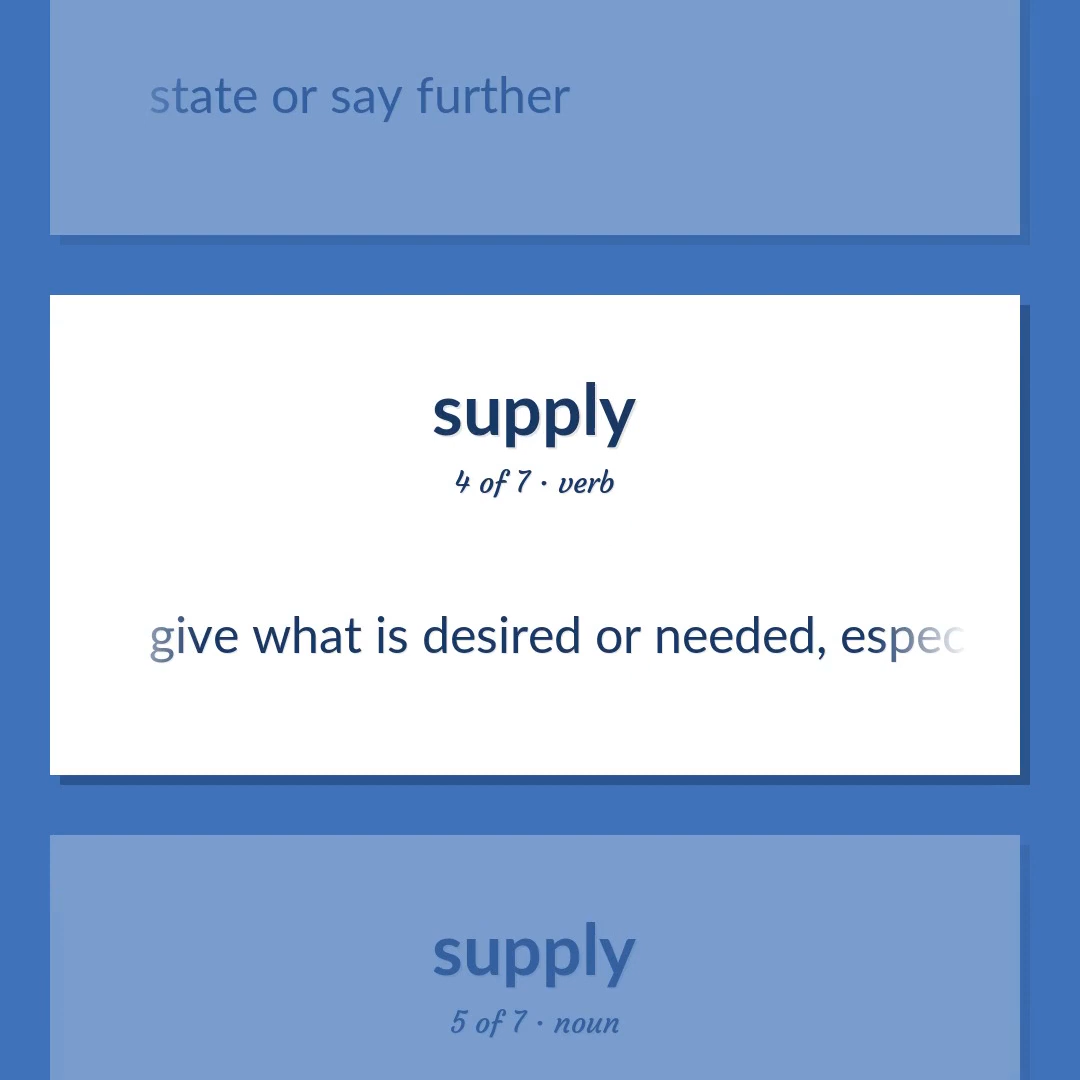 state or say further
supply
4 of 7 · verb
give what is desired or needed, espec
supply
5 of 7 · noun